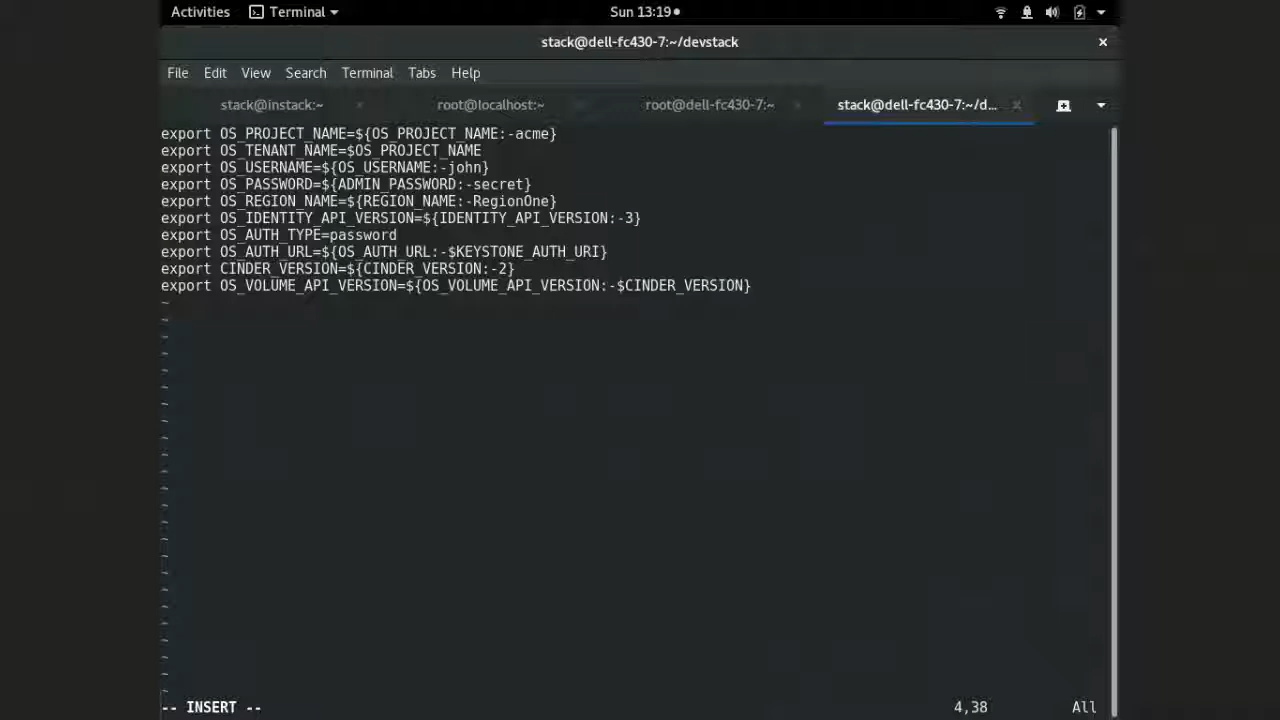 Activities Terminal Sun 13:19
stack@dell-fc430-7:~/devstack
File Edit View Search Terminal Tabs Help
stack@instack:~ root@localhost:~ root@dell-fc430-7:~ stack@dell-fc430-7:~/d...
export OS_PROJECT_NAME=${OS_PROJECT_NAME:-acme}
export OS_TENANT_NAME=$OS_PROJECT_NAME
export OS_USERNAME=${OS_USERNAME:-john}
export OS_PASSWORD=${ADMIN_PASSWORD:-secret}
export OS_REGION_NAME=${REGION_NAME:-RegionOne}
export OS_IDENTITY_API_VERSION=${IDENTITY_API_VERSION:-3}
export OS_AUTH_TYPE=password
export OS_AUTH_URL=${OS_AUTH_URL:-$KEYSTONE_AUTH_URI}
export CINDER_VERSION=${CINDER_VERSION:-2}
export OS_VOLUME_API_VERSION=${OS_VOLUME_API_VERSION:-$CINDER_VERSION}
-- INSERT -- 4,38 All